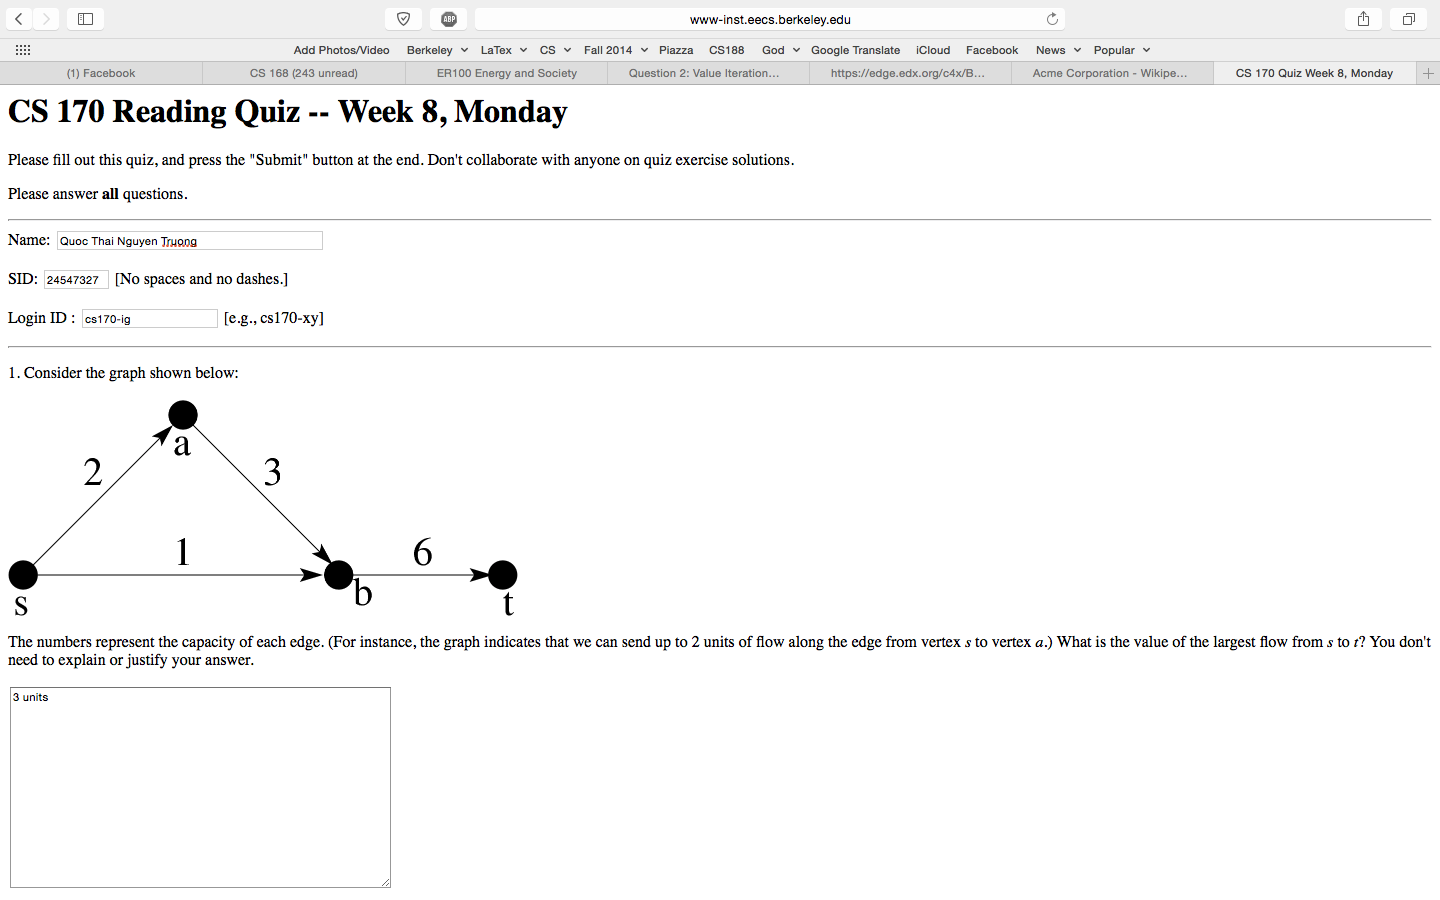 ABP
www-inst.eecs.berkeley.edu
Add Photos/Video Berkeley LaTex CS Fall 2014 Piazza CS188 God Google Translate iCloud Facebook News Popular
(1) Facebook CS 168 (243 unread) ER100 Energy and Society Question 2: Value Iteration... https://edge.edx.org/c4x/B... Acme Corporation - Wikipe... CS 170 Quiz Week 8, Monday
CS 170 Reading Quiz -- Week 8, Monday
Please fill out this quiz, and press the "Submit" button at the end. Don't collaborate with anyone on quiz exercise solutions.
Please answer all questions.
Name: Quoc Thai Nguyen Truong
SID: 24547327 [No spaces and no dashes.]
Login ID : cs170-ig [e.g., cs170-xy]
1. Consider the graph shown below:
a
2 3
1 6
s b t
The numbers represent the capacity of each edge. (For instance, the graph indicates that we can send up to 2 units of flow along the edge from vertex s to vertex a.) What is the value of the largest flow from s to t? You don't
need to explain or justify your answer.
3 units